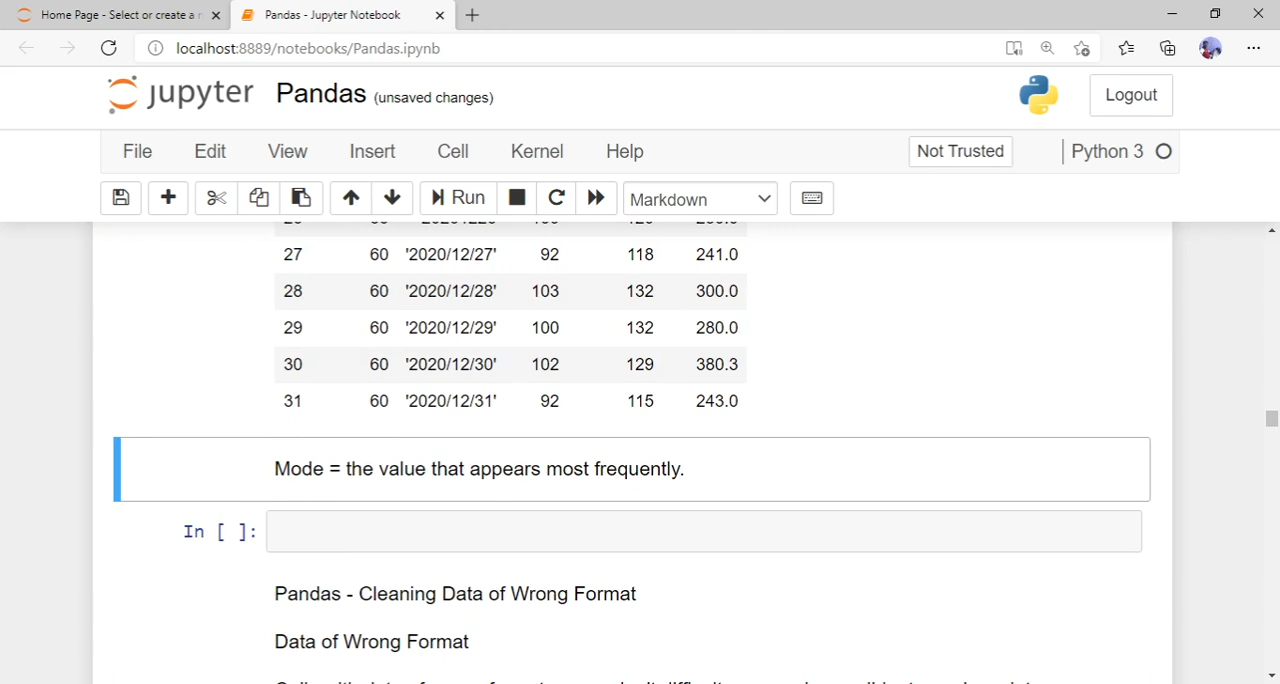 Home Page - Select or create a
Pandas - Jupyter Notebook
localhost:8889/notebooks/Pandas.ipynb
jupyter Pandas (unsaved changes)
Logout
File Edit View Insert Cell Kernel Help Not Trusted Python 3
Run Markdown
27 60 '2020/12/27' 92 118 241.0
28 60 '2020/12/28' 103 132 300.0
29 60 '2020/12/29' 100 132 280.0
30 60 '2020/12/30' 102 129 380.3
31 60 '2020/12/31' 92 115 243.0
Mode = the value that appears most frequently.
In [ ]:
Pandas - Cleaning Data of Wrong Format
Data of Wrong Format